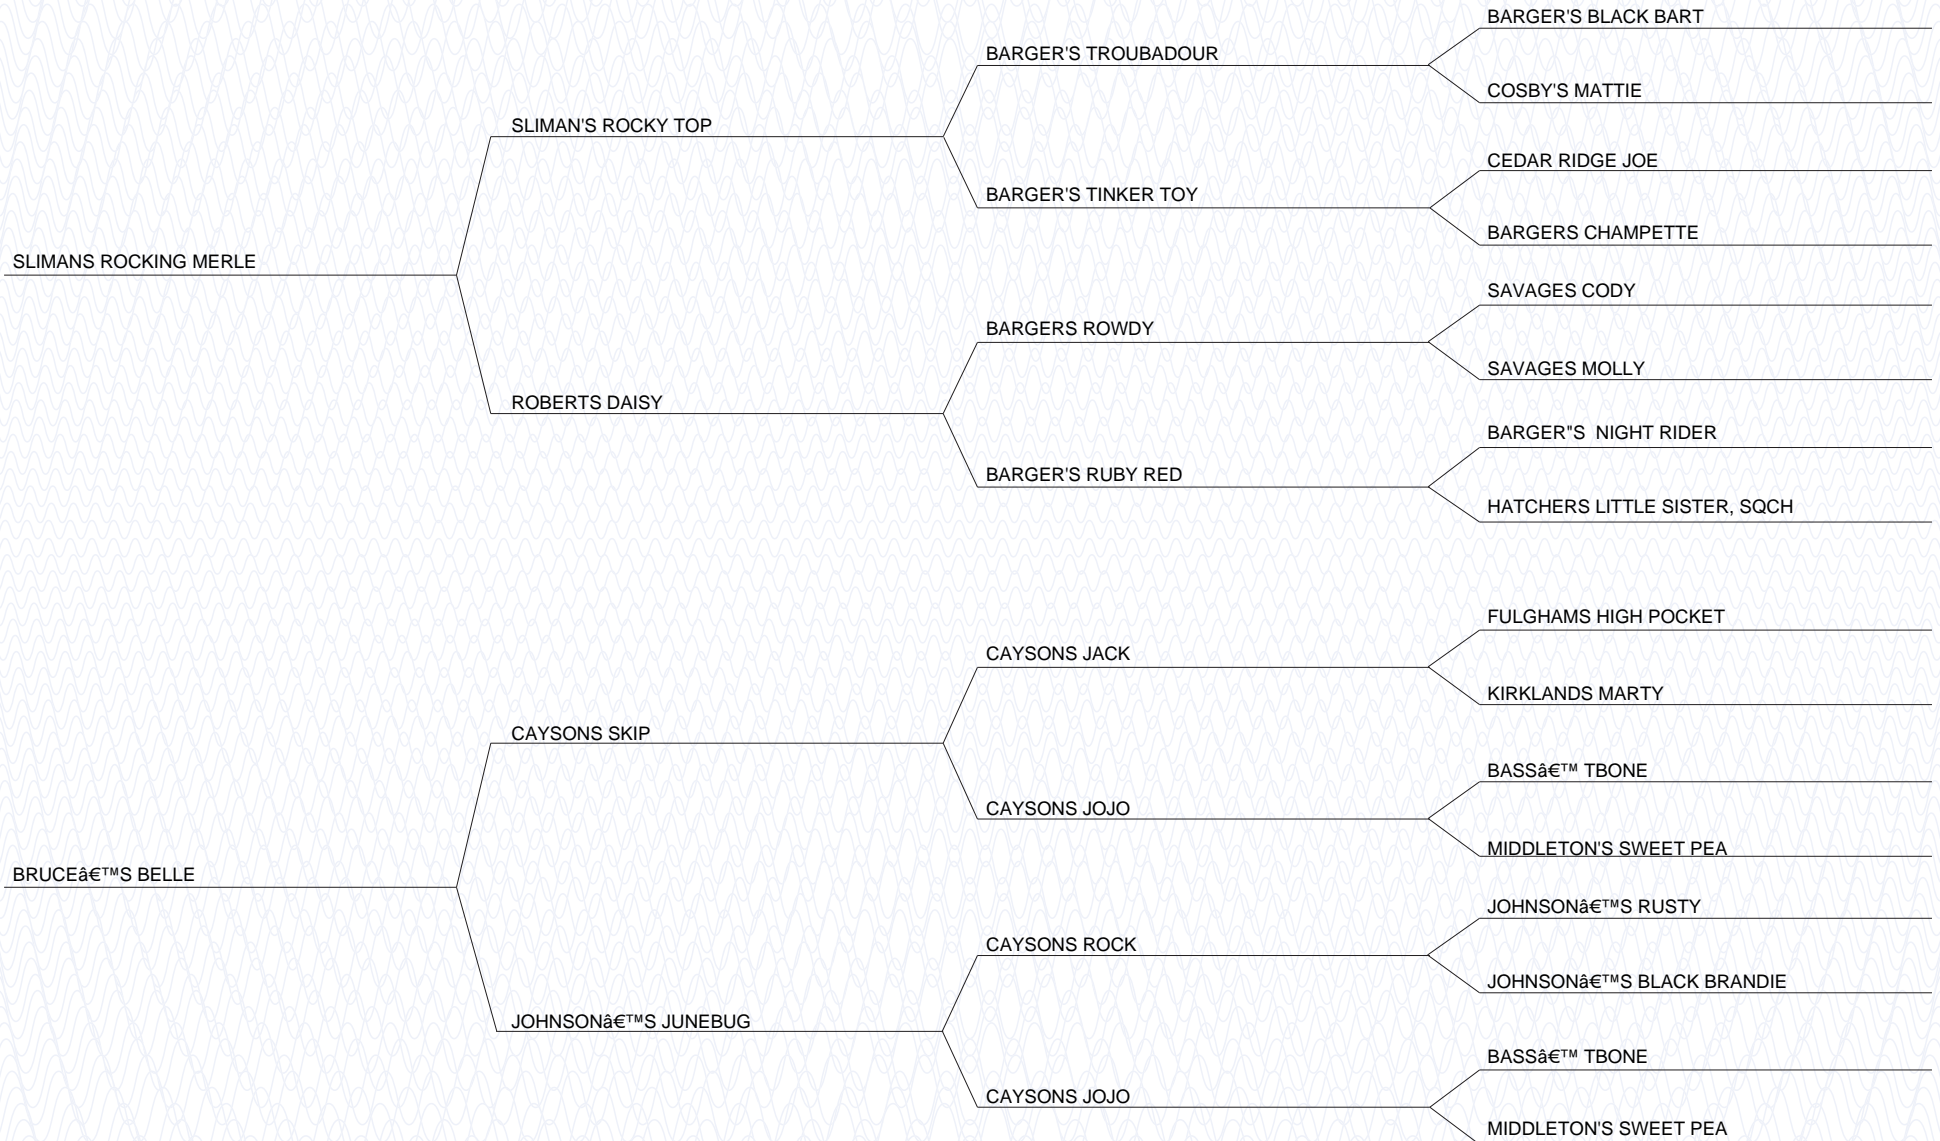 BARGER'S BLACK BART
BARGER'S TROUBADOUR
COSBY'S MATTIE
SLIMAN'S ROCKY TOP
CEDAR RIDGE JOE
BARGER'S TINKER TOY
BARGERS CHAMPETTE
SLIMANS ROCKING MERLE
SAVAGES CODY
BARGERS ROWDY
SAVAGES MOLLY
ROBERTS DAISY
BARGER"S  NIGHT RIDER
BARGER'S RUBY RED
HATCHERS LITTLE SISTER, SQCH
FULGHAMS HIGH POCKET
CAYSONS JACK
KIRKLANDS MARTY
CAYSONS SKIP
BASSâ€™ TBONE
CAYSONS JOJO
MIDDLETON'S SWEET PEA
BRUCEâ€™S BELLE
JOHNSONâ€™S RUSTY
CAYSONS ROCK
JOHNSONâ€™S BLACK BRANDIE
JOHNSONâ€™S JUNEBUG
BASSâ€™ TBONE
CAYSONS JOJO
MIDDLETON'S SWEET PEA